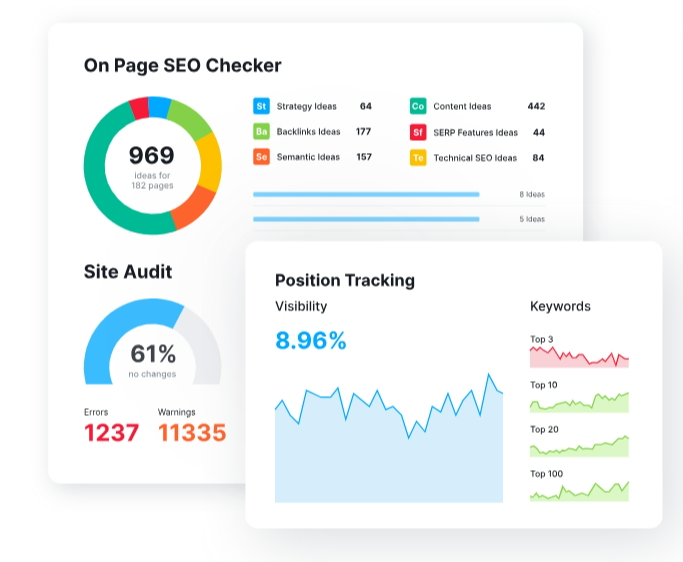 On Page SEO Checker
969
ideas for
182 pages
St Strategy Ideas 64
Co Content Ideas 442
Ba Backlinks Ideas 177
Sf SERP Features Ideas 44
Se Semantic Ideas 157
Te Technical SEO Ideas 84
8 Ideas
5 Ideas
Site Audit
61%
no changes
Errors
Warnings
1237
11335
Position Tracking
Visibility
8.96%
Keywords
Top 3
Top 10
Top 20
Top 100